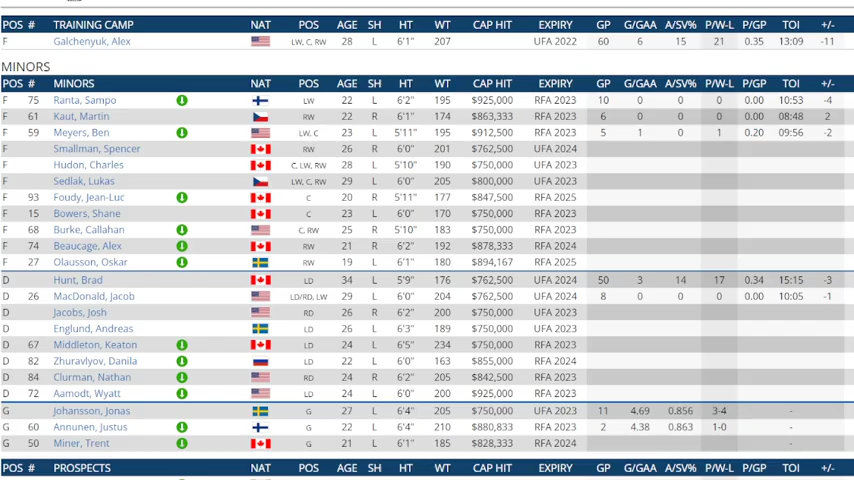 POS # TRAINING CAMP NAT POS AGE SH HT WT CAP HIT EXPIRY GP G/GAA A/SV% P/W-L P/GP TOI +/-
F Galchenyuk, Alex LW, C, RW 28 L 6'1" 207 UFA 2022 60 6 15 21 0.35 13:09 -11
MINORS
POS # MINORS NAT POS AGE SH HT WT CAP HIT EXPIRY GP G/GAA A/SV% P/W-L P/GP TOI +/-
F 75 Ranta, Sampo LW 22 L 6'2" 195 $925,000 RFA 2023 10 0 0 0 0.00 10:53 -4
F 61 Kaut, Martin RW 22 R 6'1" 174 $863,333 RFA 2023 6 0 0 0 0.00 08:48 2
F 59 Meyers, Ben LW, C 23 L 5'11" 195 $912,500 RFA 2023 5 1 0 1 0.20 09:56 -2
F Smallman, Spencer RW 26 R 6'0" 201 $762,500 UFA 2024
F Hudon, Charles C, LW, RW 28 L 5'10" 190 $750,000 UFA 2023
F Sedlak, Lukas LW, C, RW 29 L 6'0" 205 $800,000 UFA 2023
F 93 Foudy, Jean-Luc C 20 R 5'11" 177 $847,500 RFA 2025
F 15 Bowers, Shane C 23 L 6'0" 170 $750,000 RFA 2023
F 68 Burke, Callahan C, RW 25 R 5'10" 183 $750,000 UFA 2023
F 74 Beaucage, Alex RW 21 R 6'2" 192 $878,333 RFA 2024
F 27 Olausson, Oskar RW 19 L 6'1" 180 $894,167 RFA 2025
D Hunt, Brad LD 34 L 5'9" 176 $762,500 UFA 2024 50 3 14 17 0.34 15:15 -3
D 26 MacDonald, Jacob LD/RD, LW 29 L 6'0" 204 $762,500 UFA 2024 8 0 0 0 0.00 10:05 -1
D Jacobs, Josh RD 26 R 6'2" 200 $750,000 UFA 2023
D Englund, Andreas LD 26 L 6'3" 189 $750,000 UFA 2023
D 67 Middleton, Keaton LD 24 L 6'5" 234 $750,000 RFA 2023
D 82 Zhuravlyov, Danila LD 22 L 6'0" 163 $855,000 RFA 2024
D 84 Clurman, Nathan RD 24 R 6'2" 205 $842,500 RFA 2023
D 72 Aamodt, Wyatt LD 24 L 6'0" 200 $925,000 RFA 2023
G Johansson, Jonas G 27 L 6'4" 205 $750,000 UFA 2023 11 4.69 0.856 3-4 -
G 60 Annunen, Justus G 22 L 6'4" 210 $880,833 RFA 2023 2 4.38 0.863 1-0 -
G 50 Miner, Trent G 21 L 6'1" 185 $828,333 RFA 2024 -
POS # PROSPECTS NAT POS AGE SH HT WT CAP HIT EXPIRY GP G/GAA A/SV% P/W-L P/GP TOI +/-